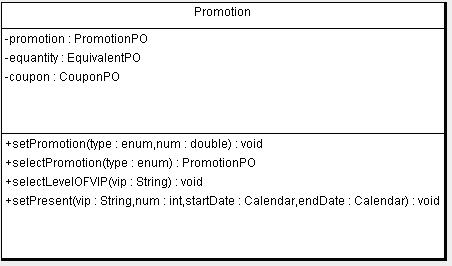 Promotion
-promotion : PromotionPO
-equantity : EquivalentPO
-coupon : CouponPO
+setPromotion(type : enum,num : double) : void
+selectPromotion(type : enum) : PromotionPO
+selectLevelOFVIP(vip : String) : void
+setPresent(vip : String,num : int,startDate : Calendar,endDate : Calendar) : void